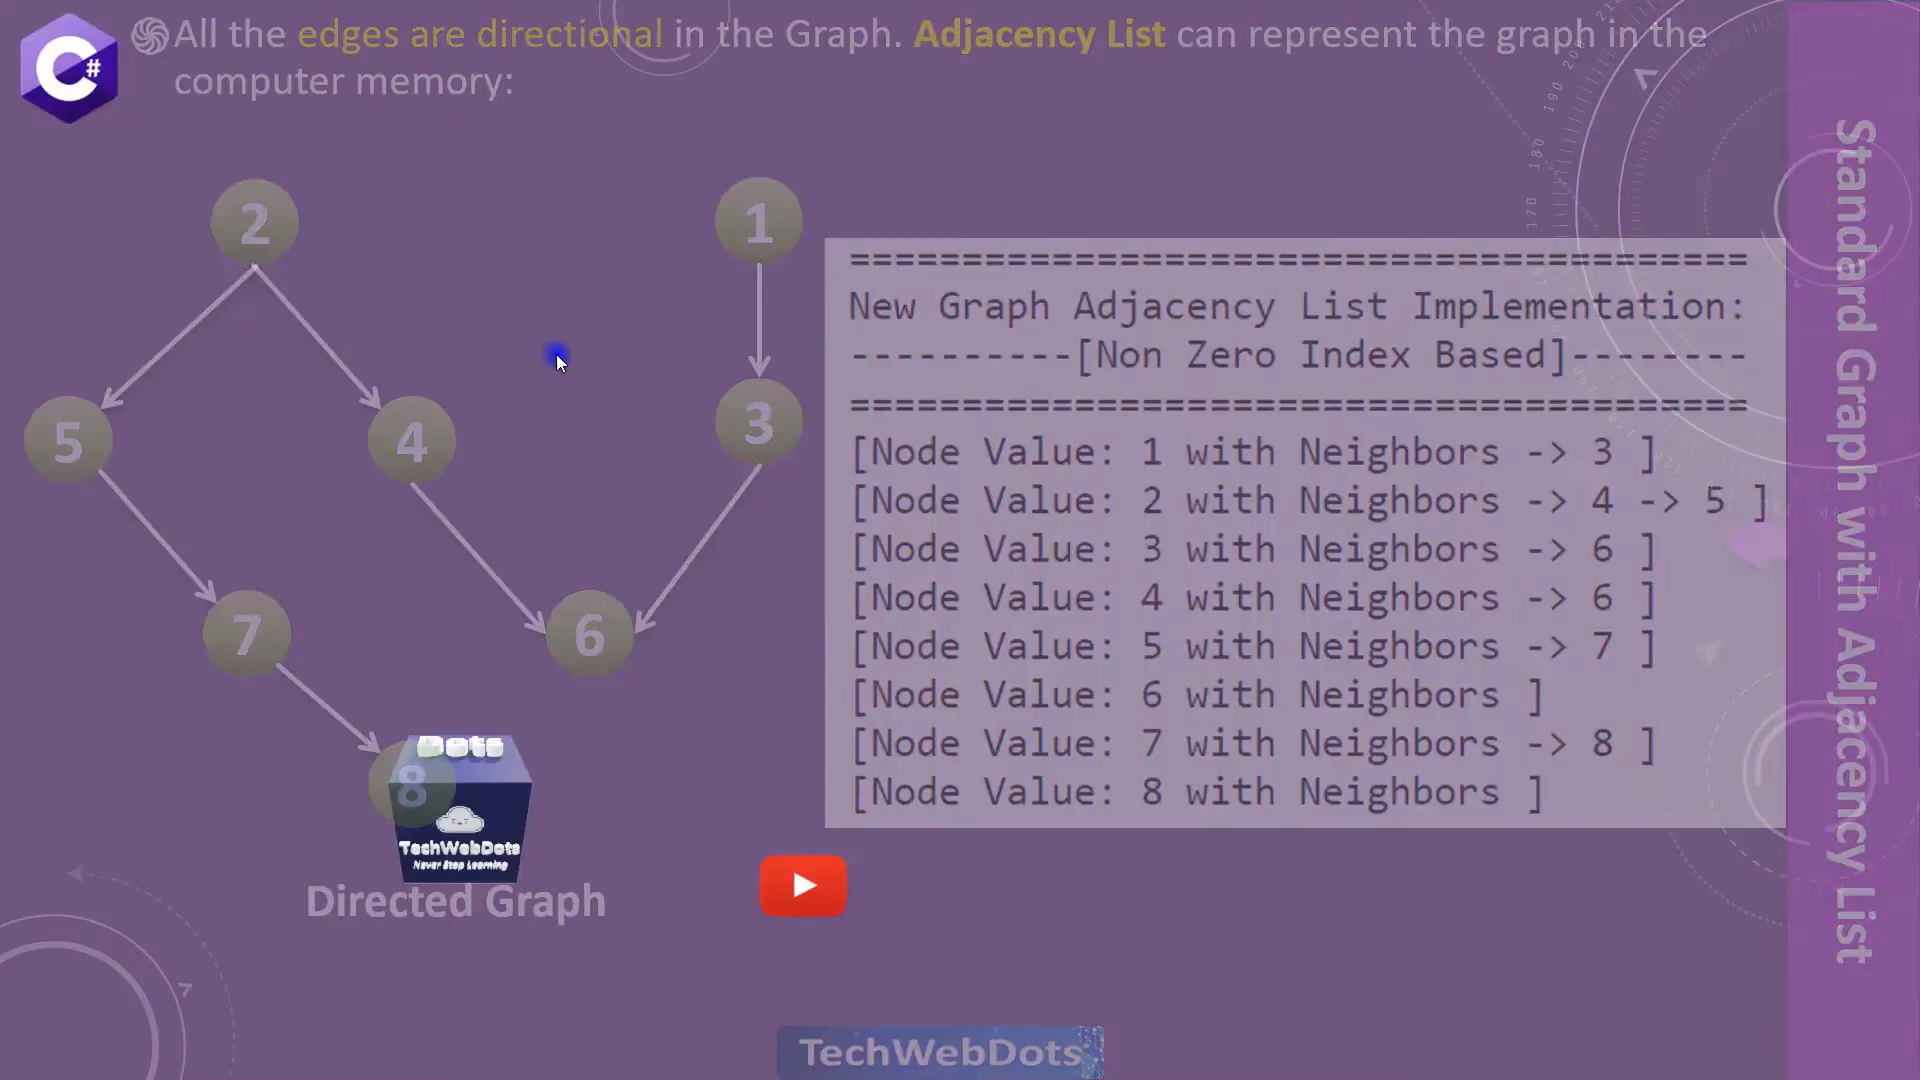 All the edges are directional in the Graph. Adjacency List can represent the graph in the
computer memory:
C#
2
1
5
4
3
7
6
8
Directed Graph
========================================
New Graph Adjacency List Implementation:
----------[Non Zero Index Based]--------
========================================
[Node Value: 1 with Neighbors -> 3 ]
[Node Value: 2 with Neighbors -> 4 -> 5 ]
[Node Value: 3 with Neighbors -> 6 ]
[Node Value: 4 with Neighbors -> 6 ]
[Node Value: 5 with Neighbors -> 7 ]
[Node Value: 6 with Neighbors ]
[Node Value: 7 with Neighbors -> 8 ]
[Node Value: 8 with Neighbors ]
Dots
TechWebDots
Never Stop Learning
TechWebDots
Standard Graph with Adjacency List
170
180
190
200
210